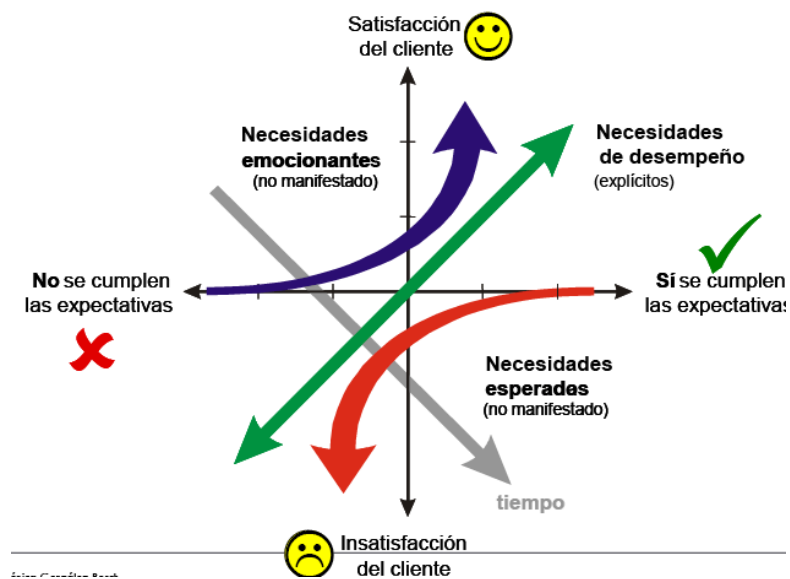 Satisfacción
del cliente
Necesidades
emocionantes
(no manifestado)
Necesidades
de desempeño
(explícitos)
No se cumplen
las expectativas
Sí se cumplen
las expectativas
Necesidades
esperadas
(no manifestado)
tiempo
Insatisfacción
del cliente